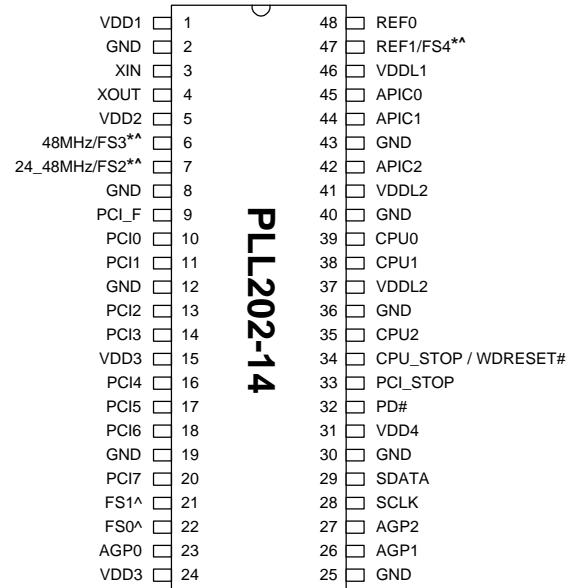 VDD1 1 48 REF0
GND 2 47 REF1/FS4*^
XIN 3 46 VDDL1
XOUT 4 45 APIC0
VDD2 5 44 APIC1
48MHz/FS3*^ 6 43 GND
24_48MHz/FS2*^ 7 42 APIC2
GND 8 41 VDDL2
PCI_F 9 40 GND
PCI0 10 39 CPU0
PCI1 11 38 CPU1
GND 12 37 VDDL2
PCI2 13 36 GND
PCI3 14 35 CPU2
VDD3 15 34 CPU_STOP / WDRESET#
PCI4 16 33 PCI_STOP
PCI5 17 32 PD#
PCI6 18 31 VDD4
GND 19 30 GND
PCI7 20 29 SDATA
FS1^ 21 28 SCLK
FS0^ 22 27 AGP2
AGP0 23 26 AGP1
VDD3 24 25 GND
PLL202-14